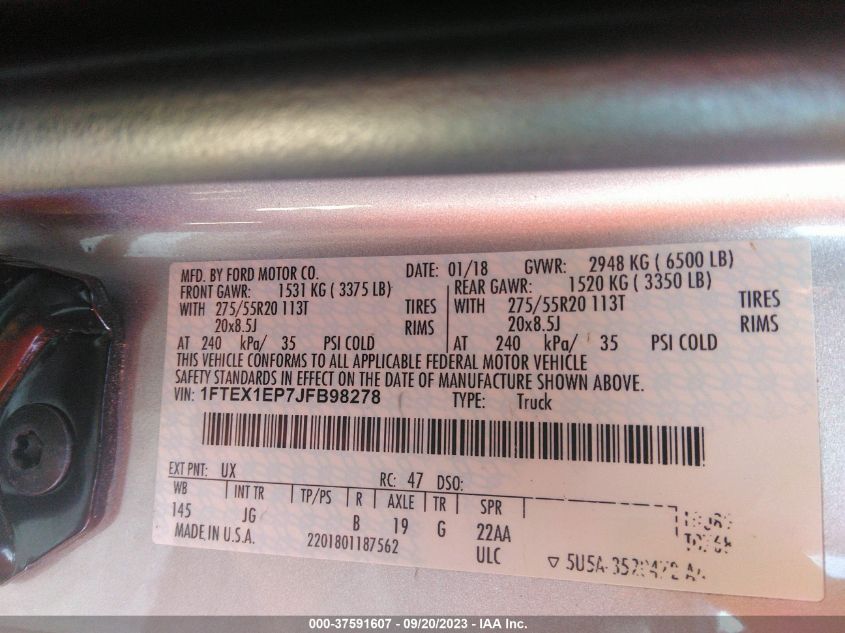 MFD. BY FORD MOTOR CO. DATE: 01/18 GVWR: 2948 KG ( 6500 LB)
FRONT GAWR: 1531 KG ( 3375 LB) REAR GAWR: 1520 KG ( 3350 LB)
WITH 275/55R20 113T TIRES WITH 275/55R20 113T TIRES
20x8.5J RIMS 20x8.5J RIMS
AT 240 kPa/ 35 PSI COLD AT 240 kPa/ 35 PSI COLD
THIS VEHICLE CONFORMS TO ALL APPLICABLE FEDERAL MOTOR VEHICLE
SAFETY STANDARDS IN EFFECT ON THE DATE OF MANUFACTURE SHOWN ABOVE.
VIN: 1FTEX1EP7JFB98278 TYPE: Truck
EXT PNT: UX RC: 47 DSO:
WB INT TR TP/PS R AXLE TR SPR
145 JG B 19 G 22AA
MADE IN U.S.A. 2201801187562 ULC
000-37591607 - 09/20/2023 - IAA Inc.